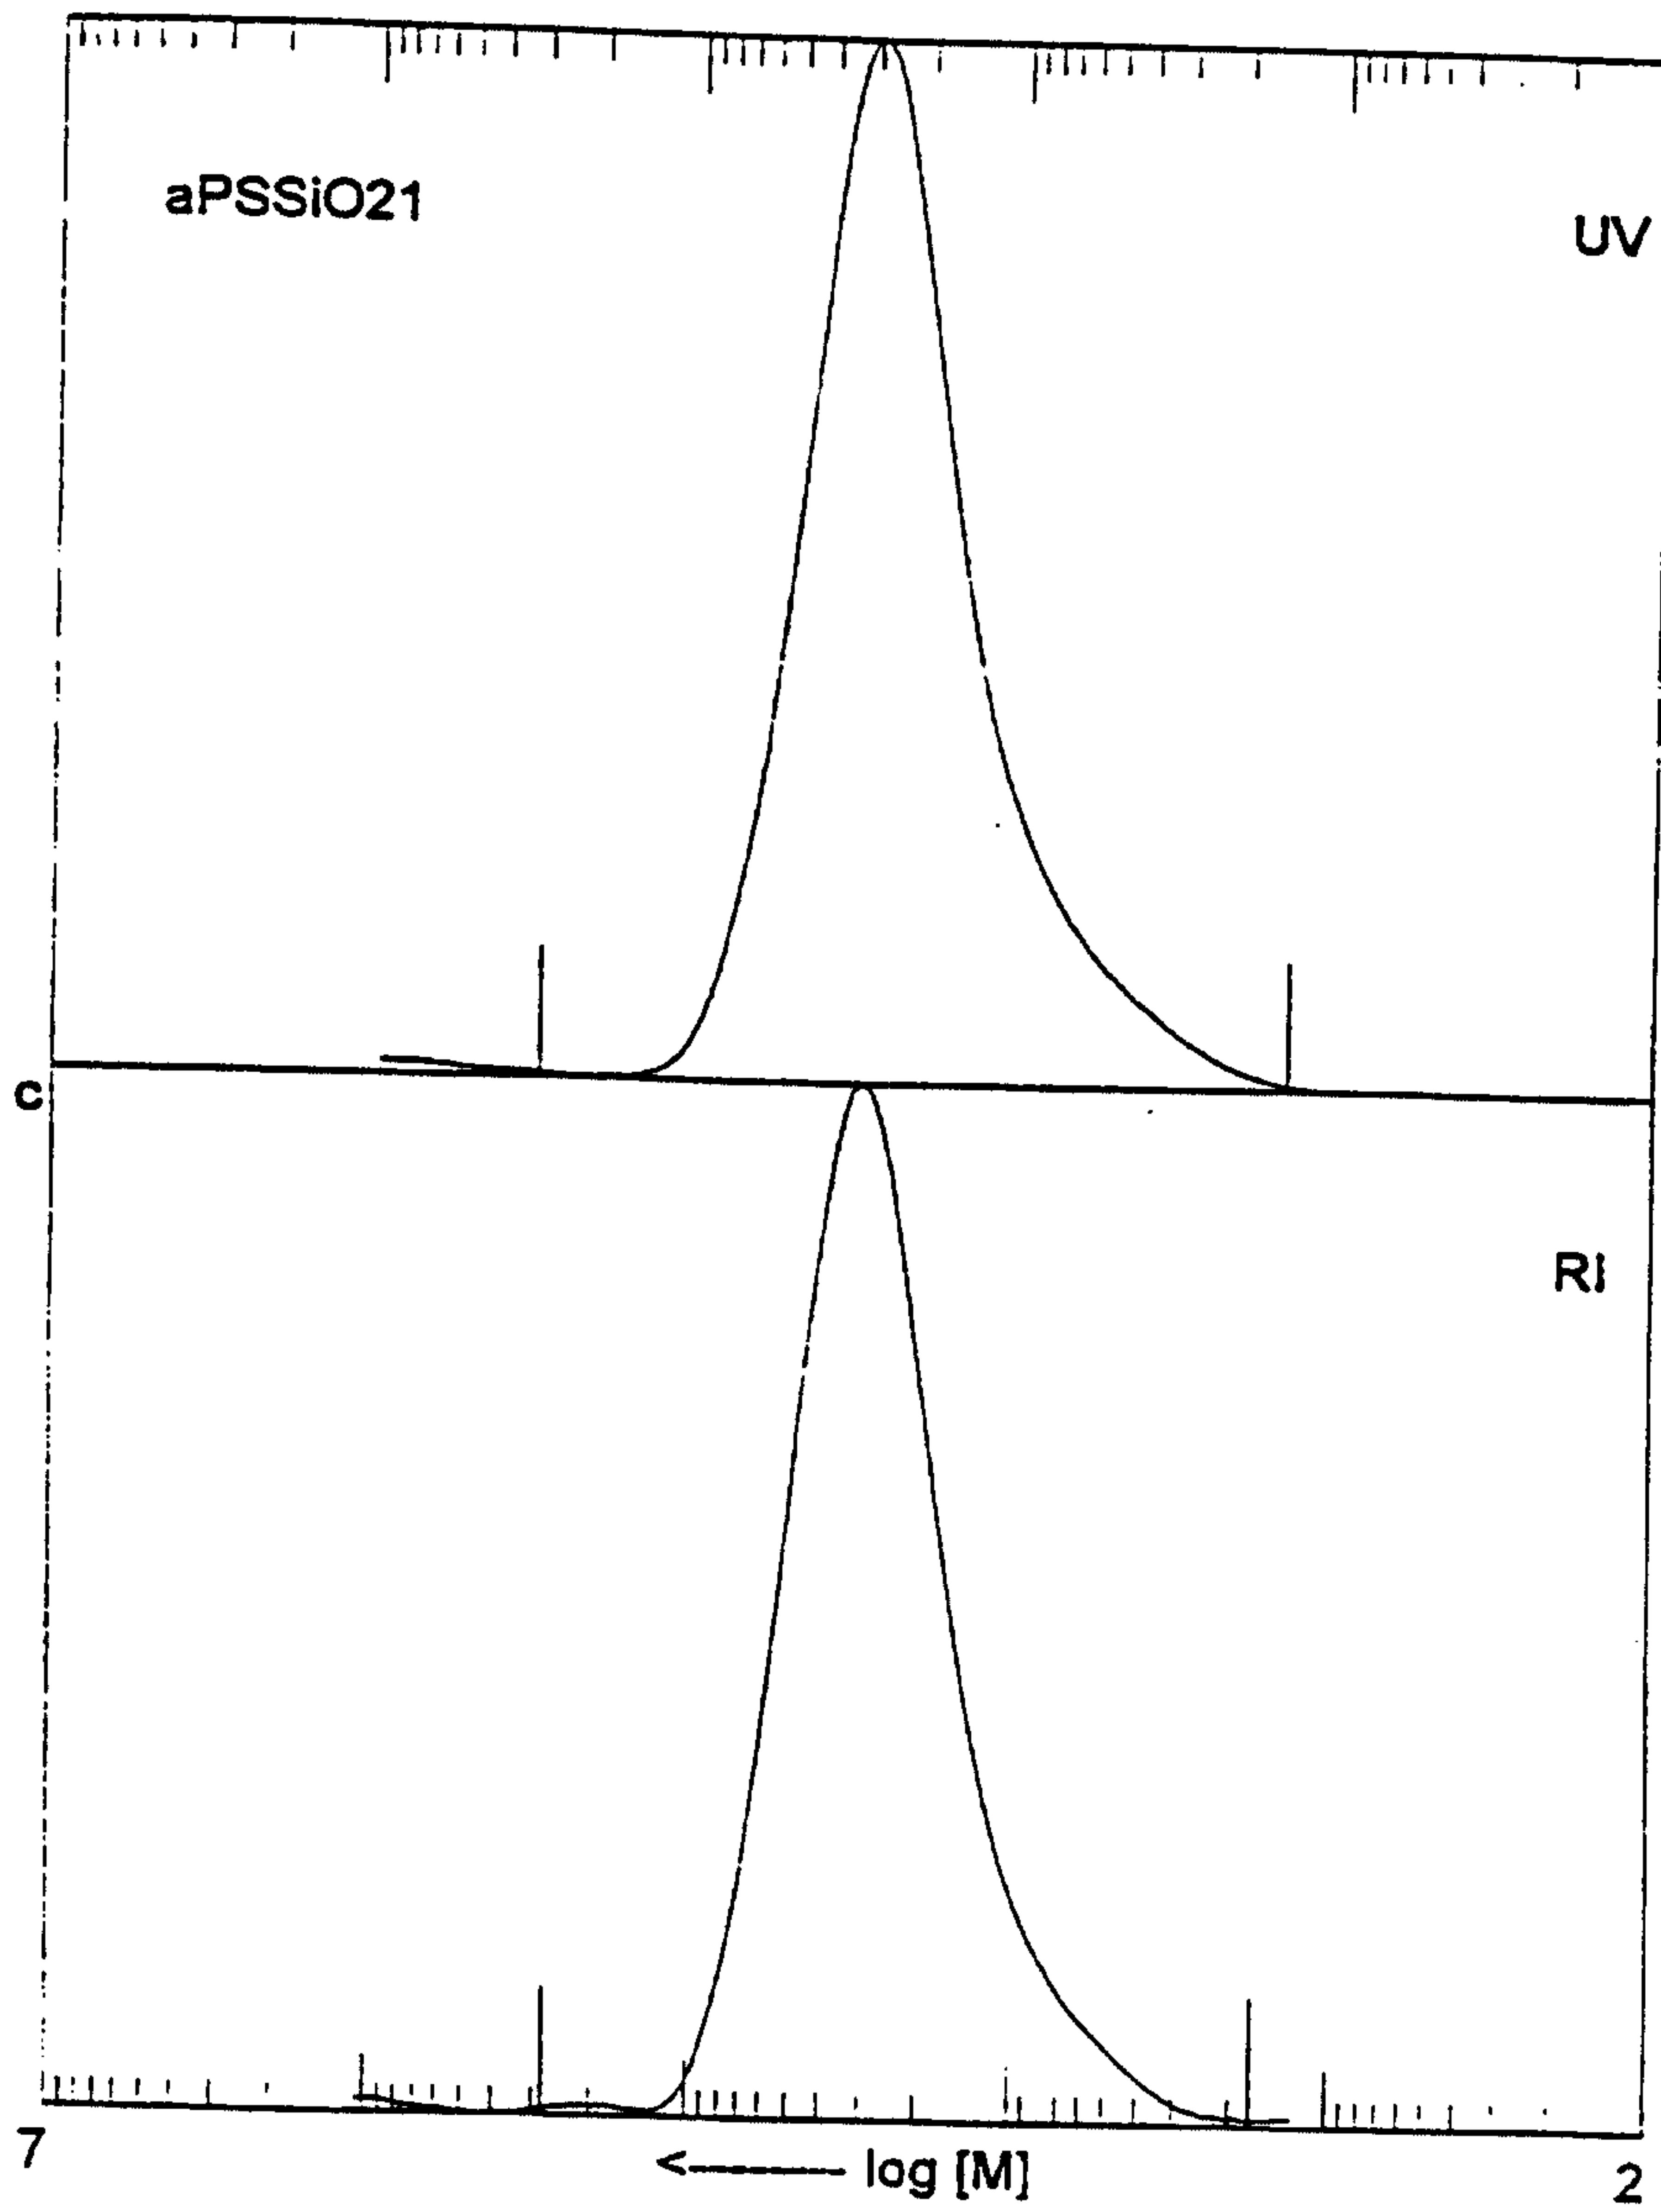 aPSSiO21
UV
c
RI
7
<——— log [M]
2